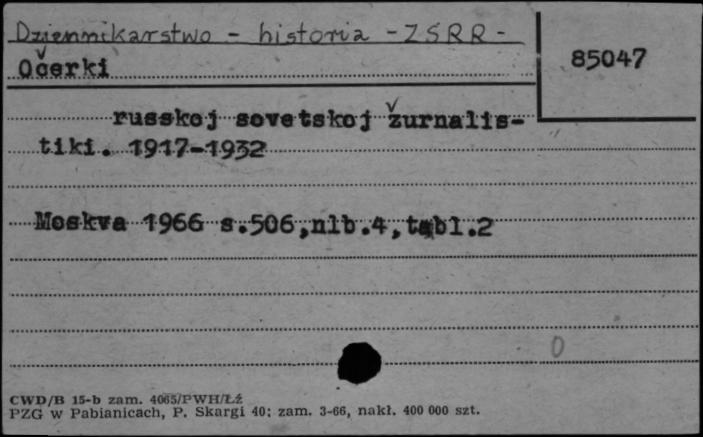 Dziennikarstwo - historia - ZSRR -
85047
Očerki
russkoj sovetskoj žurnalis-
tiki. 1917-1932
Moskva 1966 s.506,nlb.4,tabl.2
0
CWD/B 15-b zam. 4065/PWH/Łź
PZG w Pabianicach, P. Skargi 40; zam. 3-66, nakł. 400 000 szt.